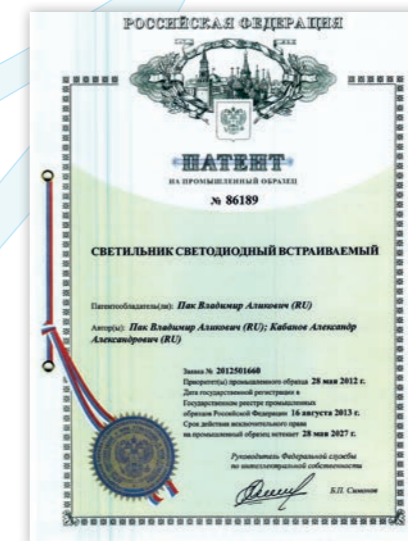 РОССИЙСКАЯ ФЕДЕРАЦИЯ
ПАТЕНТ
НА ПРОМЫШЛЕННЫЙ ОБРАЗЕЦ
№ 86189
СВЕТИЛЬНИК СВЕТОДИОДНЫЙ ВСТРАИВАЕМЫЙ
Патентообладатель(ли): Пак Владимир Аликович (RU)
Автор(ы): Пак Владимир Аликович (RU); Кабанов Александр
Александрович (RU)
Заявка № 2012501660
Приоритет(ы) промышленного образца 28 мая 2012 г.
Дата государственной регистрации в
Государственном реестре промышленных
образцов Российской Федерации 16 августа 2013 г.
Срок действия исключительного права
на промышленный образец истекает 28 мая 2027 г.
Руководитель Федеральной службы
по интеллектуальной собственности
Б.П. Симонов